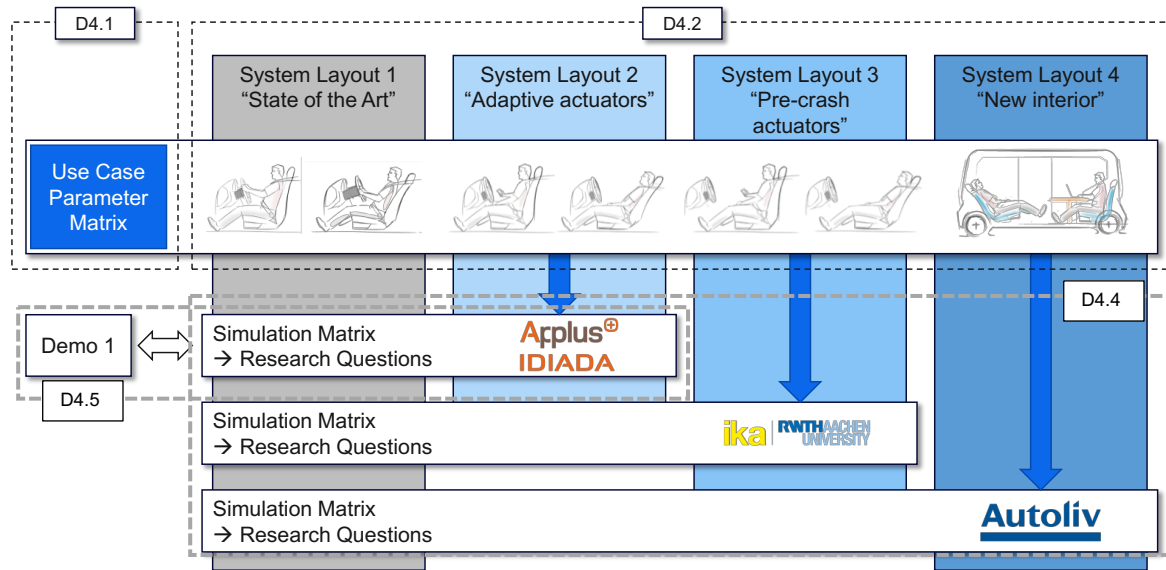 D4.1
D4.2
System Layout 1
“State of the Art”
System Layout 2
“Adaptive actuators”
System Layout 3
“Pre-crash
actuators”
System Layout 4
“New interior”
Use Case
Parameter
Matrix
D4.4
Demo 1
Simulation Matrix
→ Research Questions
Applus+
IDIADA
D4.5
Simulation Matrix
→ Research Questions
ika
RWTHAACHEN
UNIVERSITY
Simulation Matrix
→ Research Questions
Autoliv